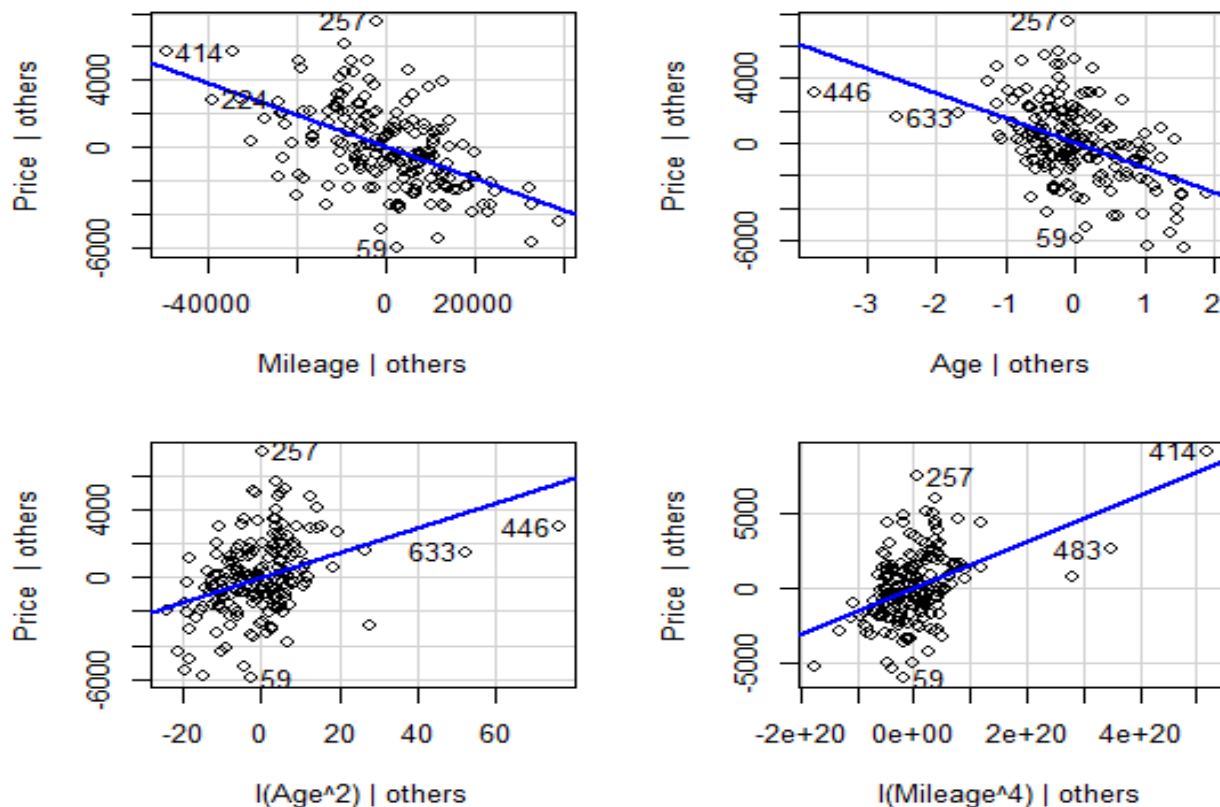 Price | others
4000
0
-6000
257
414
224
59
-40000 0 20000
Mileage | others
Price | others
4000
0
-6000
257
446
633
59
-3 -2 -1 0 1 2
Age | others
Price | others
4000
0
-6000
257
446
633
59
-20 0 20 40 60
I(Age^2) | others
Price | others
5000
0
-5000
414
257
483
59
-2e+20 0e+00 2e+20 4e+20
I(Mileage^4) | others